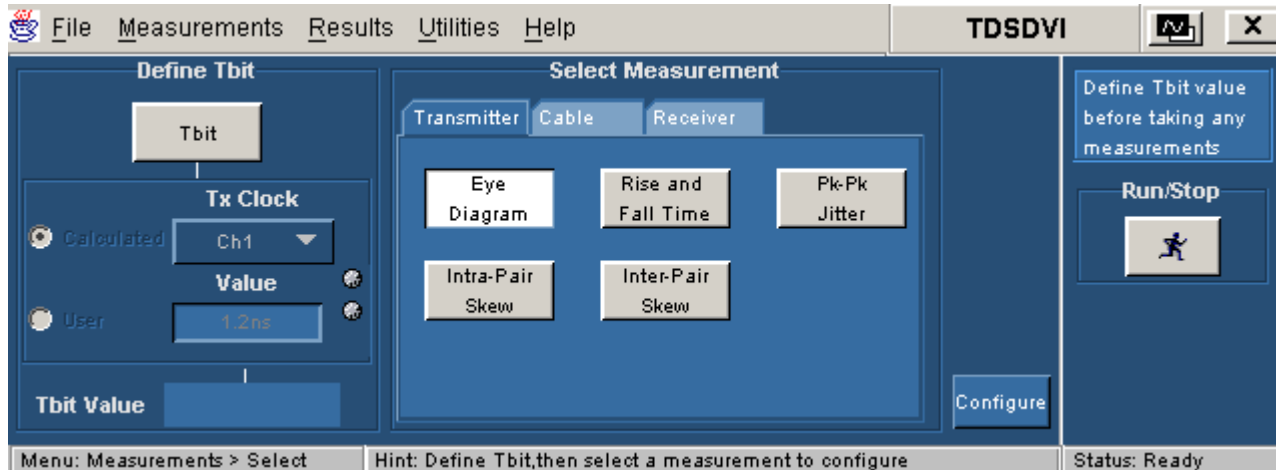 File Measurements Results Utilities Help TDSDVI X
Define Tbit
Tbit
Tx Clock
Calculated Ch1
Value
User 1.2ns
Tbit Value
Select Measurement
Transmitter Cable Receiver
Eye Diagram
Rise and Fall Time
Pk-Pk Jitter
Intra-Pair Skew
Inter-Pair Skew
Configure
Define Tbit value
before taking any
measurements
Run/Stop
Menu: Measurements > Select
Hint: Define Tbit,then select a measurement to configure
Status: Ready